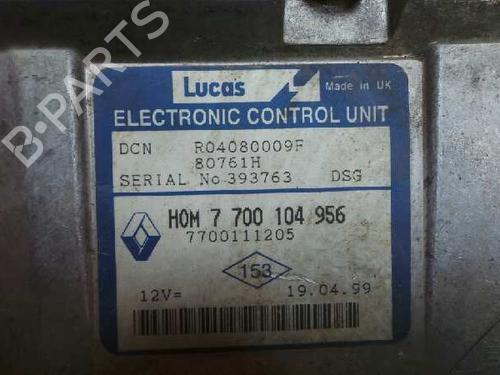 Lucas
Made in UK
ELECTRONIC CONTROL UNIT
DCN R04080009F
80761H
SERIAL No 393763 DSG
HOM 7 700 104 956
7700111205
153
12V= 19.04.99
B-PARTS